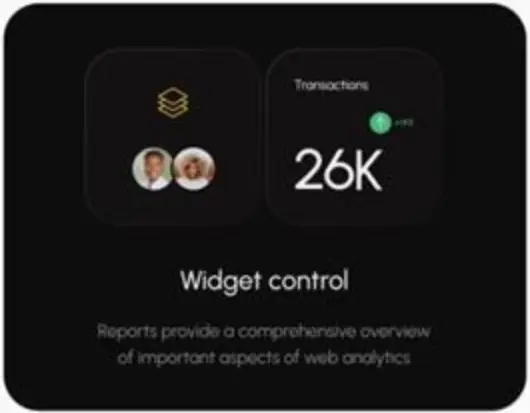 Transactions
26K
Widget control
Reports provide a comprehensive overview
of important aspects of web analytics